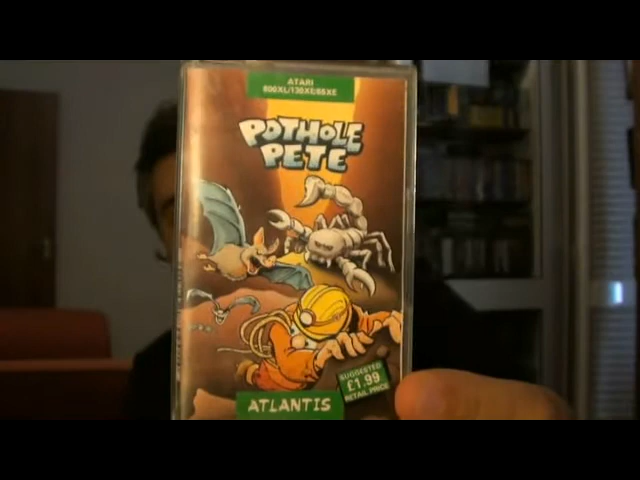 ATARI
800XL/130XE/65XE
POTHOLE
PETE
SUGGESTED
£1.99
RETAIL PRICE
ATLANTIS